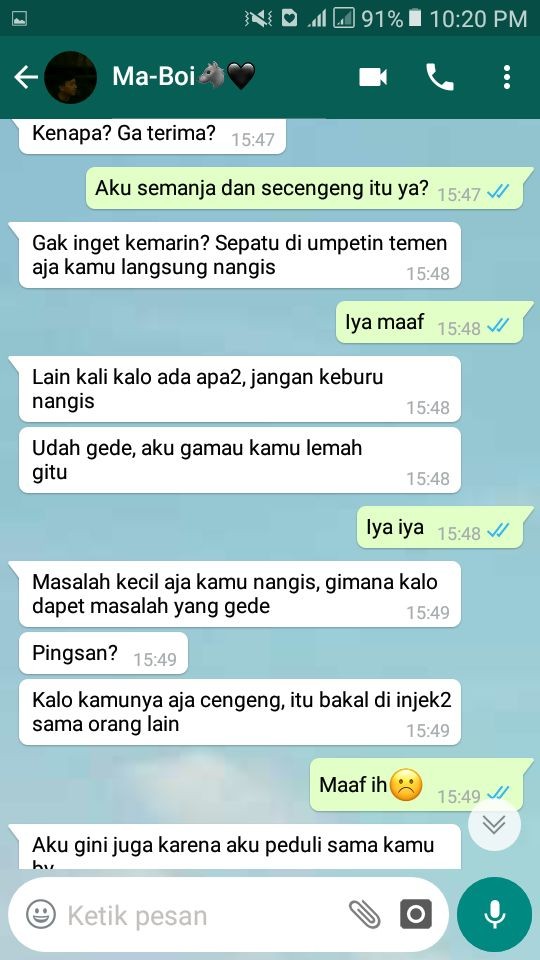 91% 10:20 PM
Ma-Boi🐴🖤
Kenapa? Ga terima? 15:47
Aku semanja dan secengeng itu ya? 15:47
Gak inget kemarin? Sepatu di umpetin temen
aja kamu langsung nangis 15:48
Iya maaf 15:48
Lain kali kalo ada apa2, jangan keburu
nangis 15:48
Udah gede, aku gamau kamu lemah
gitu 15:48
Iya iya 15:48
Masalah kecil aja kamu nangis, gimana kalo
dapet masalah yang gede 15:49
Pingsan? 15:49
Kalo kamunya aja cengeng, itu bakal di injek2
sama orang lain 15:49
Maaf ih☹️ 15:49
Aku gini juga karena aku peduli sama kamu
by
Ketik pesan